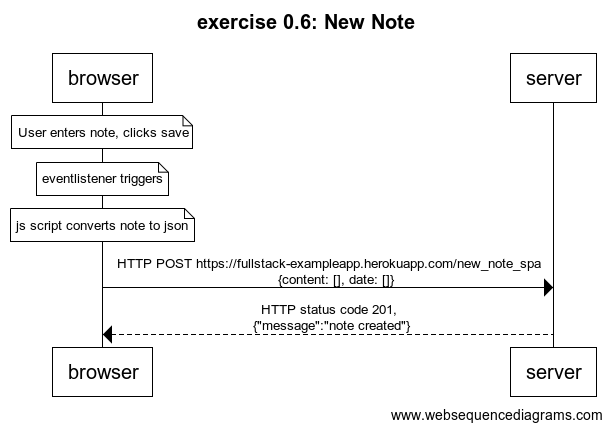 exercise 0.6: New Note
browser
server
User enters note, clicks save
eventlistener triggers
js script converts note to json
HTTP POST https://fullstack-exampleapp.herokuapp.com/new_note_spa
{content: [], date: []}
HTTP status code 201,
{"message":"note created"}
browser
server
www.websequencediagrams.com